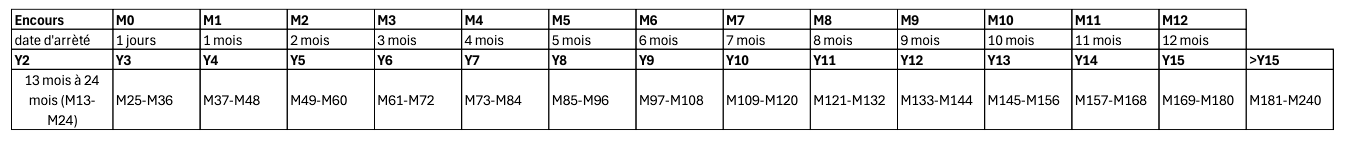 Encours M0 M1 M2 M3 M4 M5 M6 M7 M8 M9 M10 M11 M12
date d'arrèté 1 jours 1 mois 2 mois 3 mois 4 mois 5 mois 6 mois 7 mois 8 mois 9 mois 10 mois 11 mois 12 mois
Y2 Y3 Y4 Y5 Y6 Y7 Y8 Y9 Y10 Y11 Y12 Y13 Y14 Y15 >Y15
13 mois à 24
mois (M13-
M24) M25-M36 M37-M48 M49-M60 M61-M72 M73-M84 M85-M96 M97-M108 M109-M120 M121-M132 M133-M144 M145-M156 M157-M168 M169-M180 M181-M240